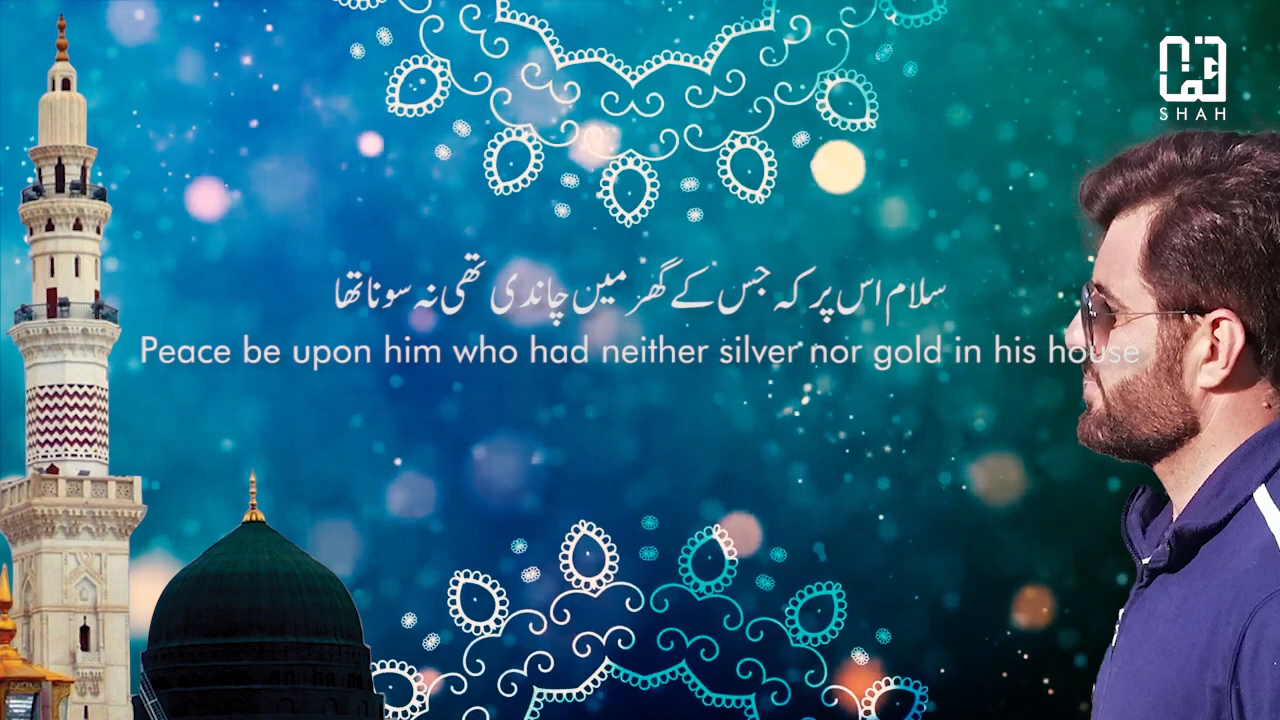 SHAH
سلام اس پر کہ جس کے گھر میں چاندی تھی نہ سونا تھا
Peace be upon him who had neither silver nor gold in his house